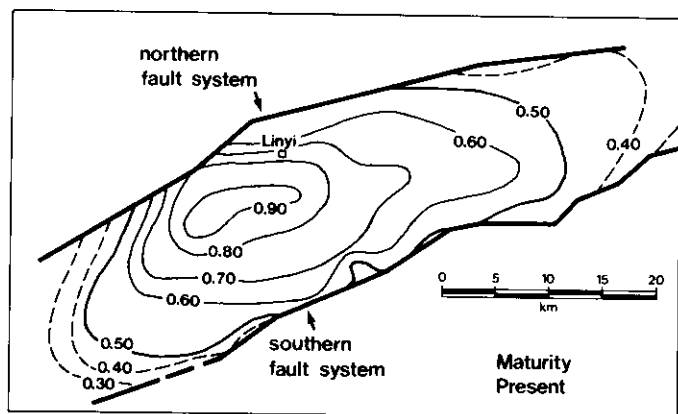 northern
fault system
Linyi
0.50
0.60
0.40
0.90
0.80
0.70
0.60
0.50
0.40
0.30
0 5 10 15 20
km
southern
fault system
Maturity
Present